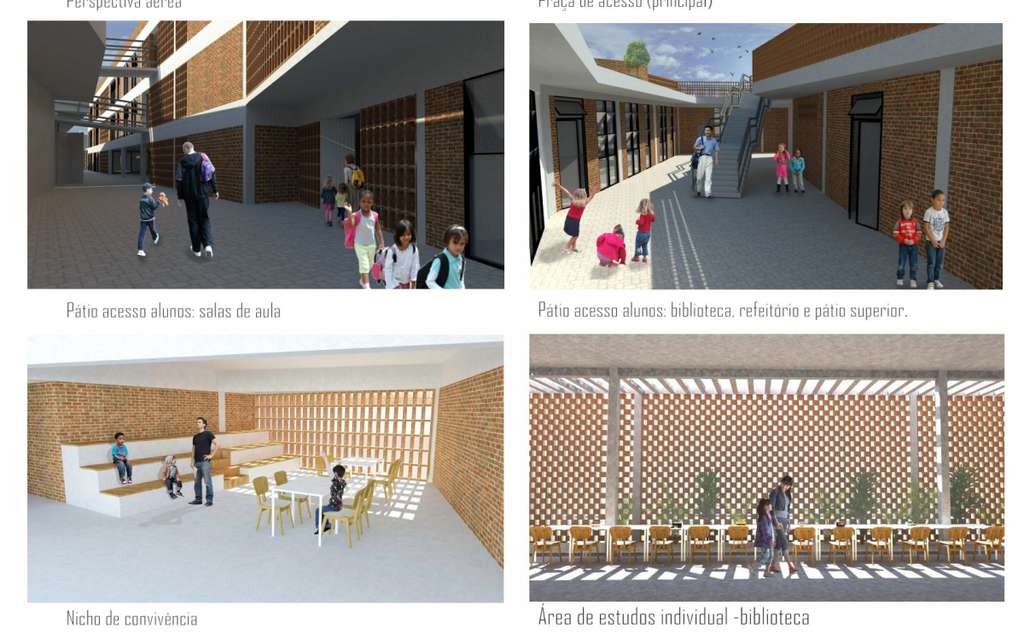 Perspectiva aérea
Praça de acesso (principal)
Pátio acesso alunos: salas de aula
Pátio acesso alunos: biblioteca, refeitório e pátio superior.
Nicho de convivência
Área de estudos individual -biblioteca